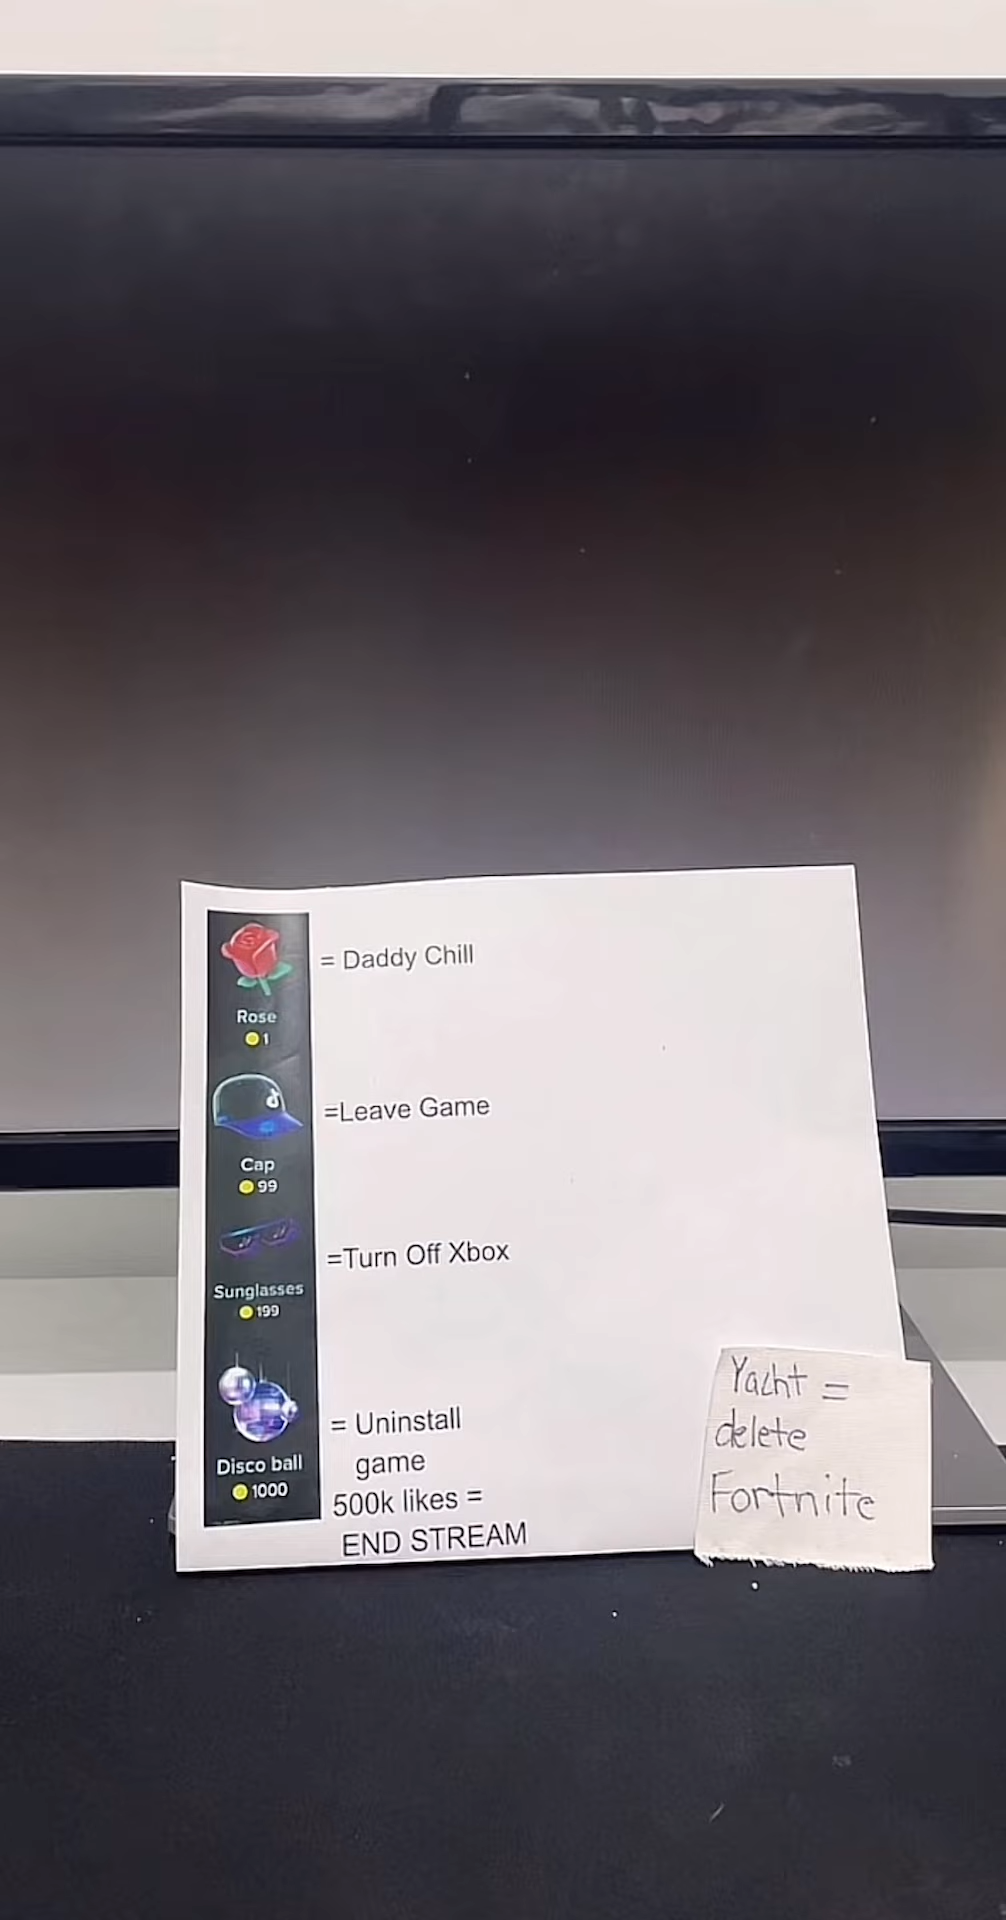 = Daddy Chill
Rose
1
=Leave Game
Cap
99
=Turn Off Xbox
Sunglasses
199
= Uninstall
game
Disco ball
1000
500k likes =
END STREAM
Yacht =
delete
Fortnite